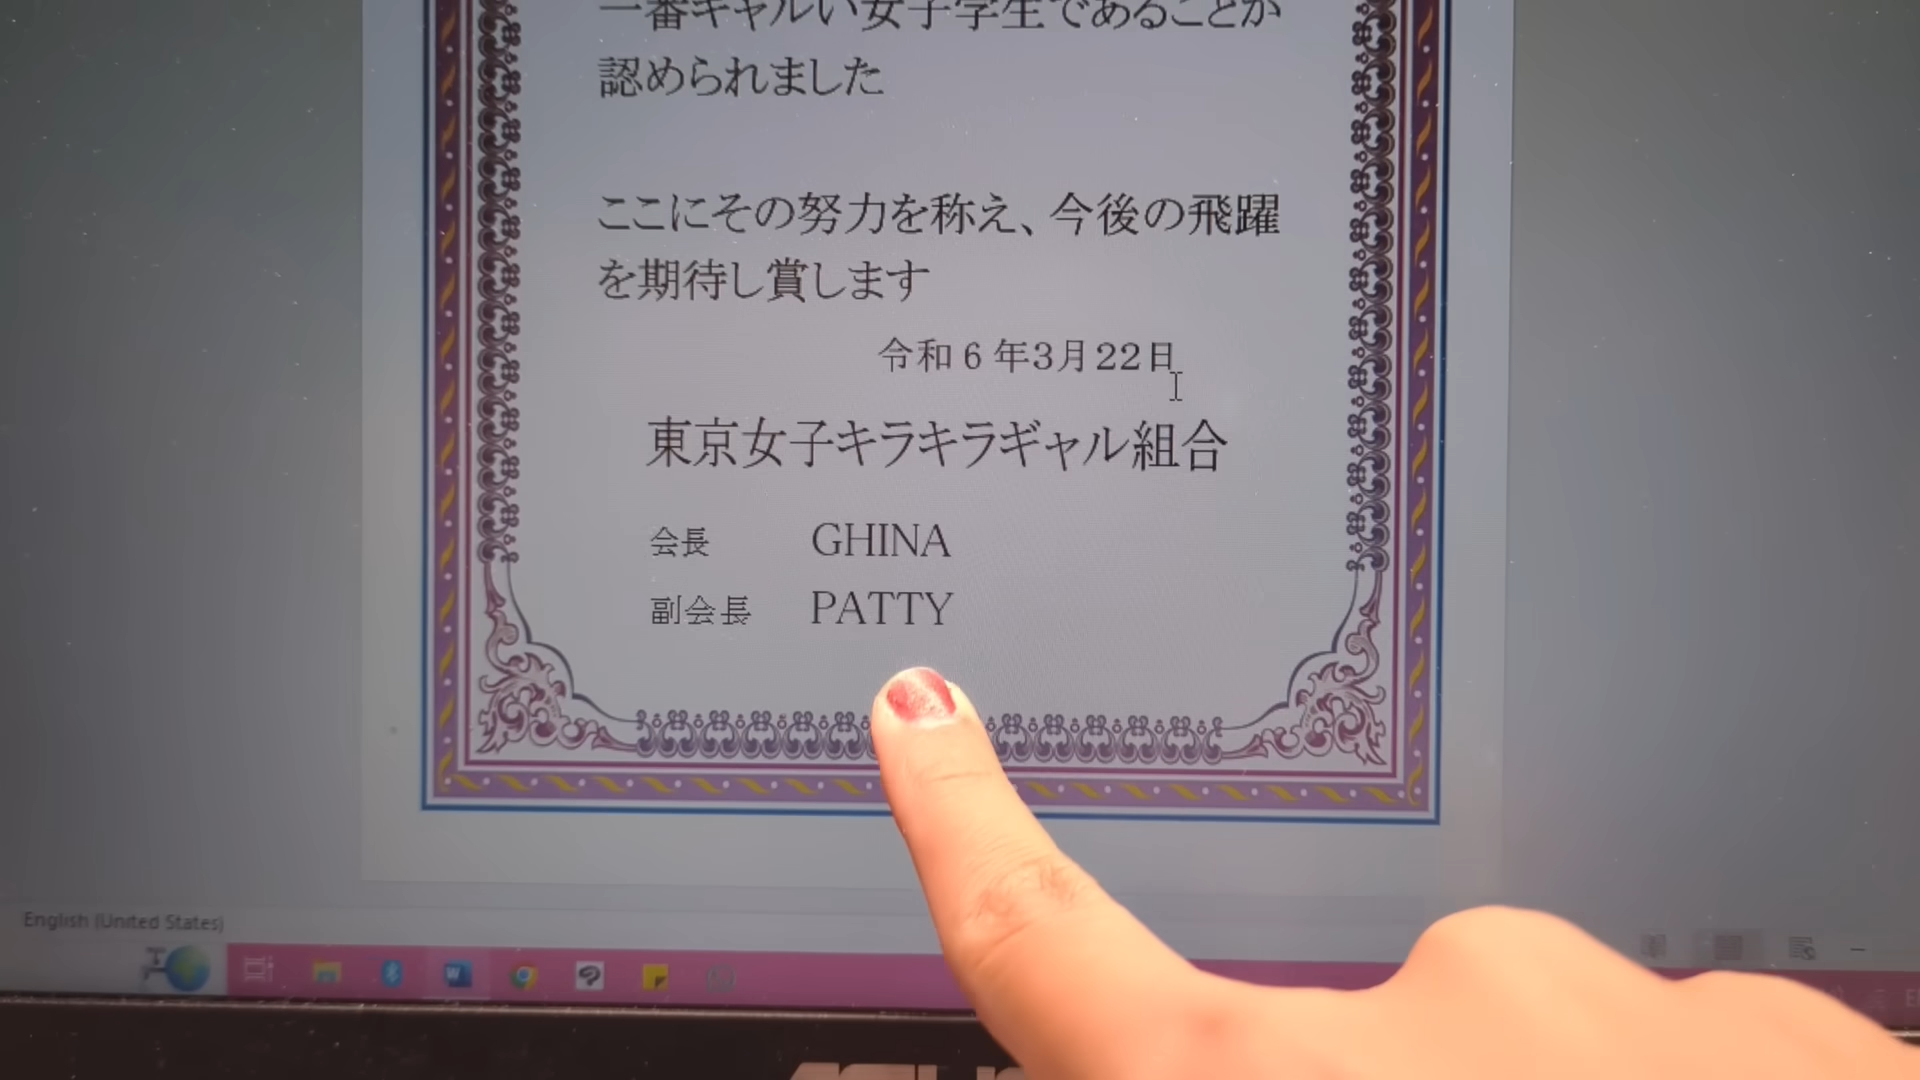 一番ギャルい女子学生であることが
認められました
ここにその努力を称え、今後の飛躍
を期待し賞します
令和6年3月22日
東京女子キラキラギャル組合
会長 GHINA
副会長 PATTY
English (United States)